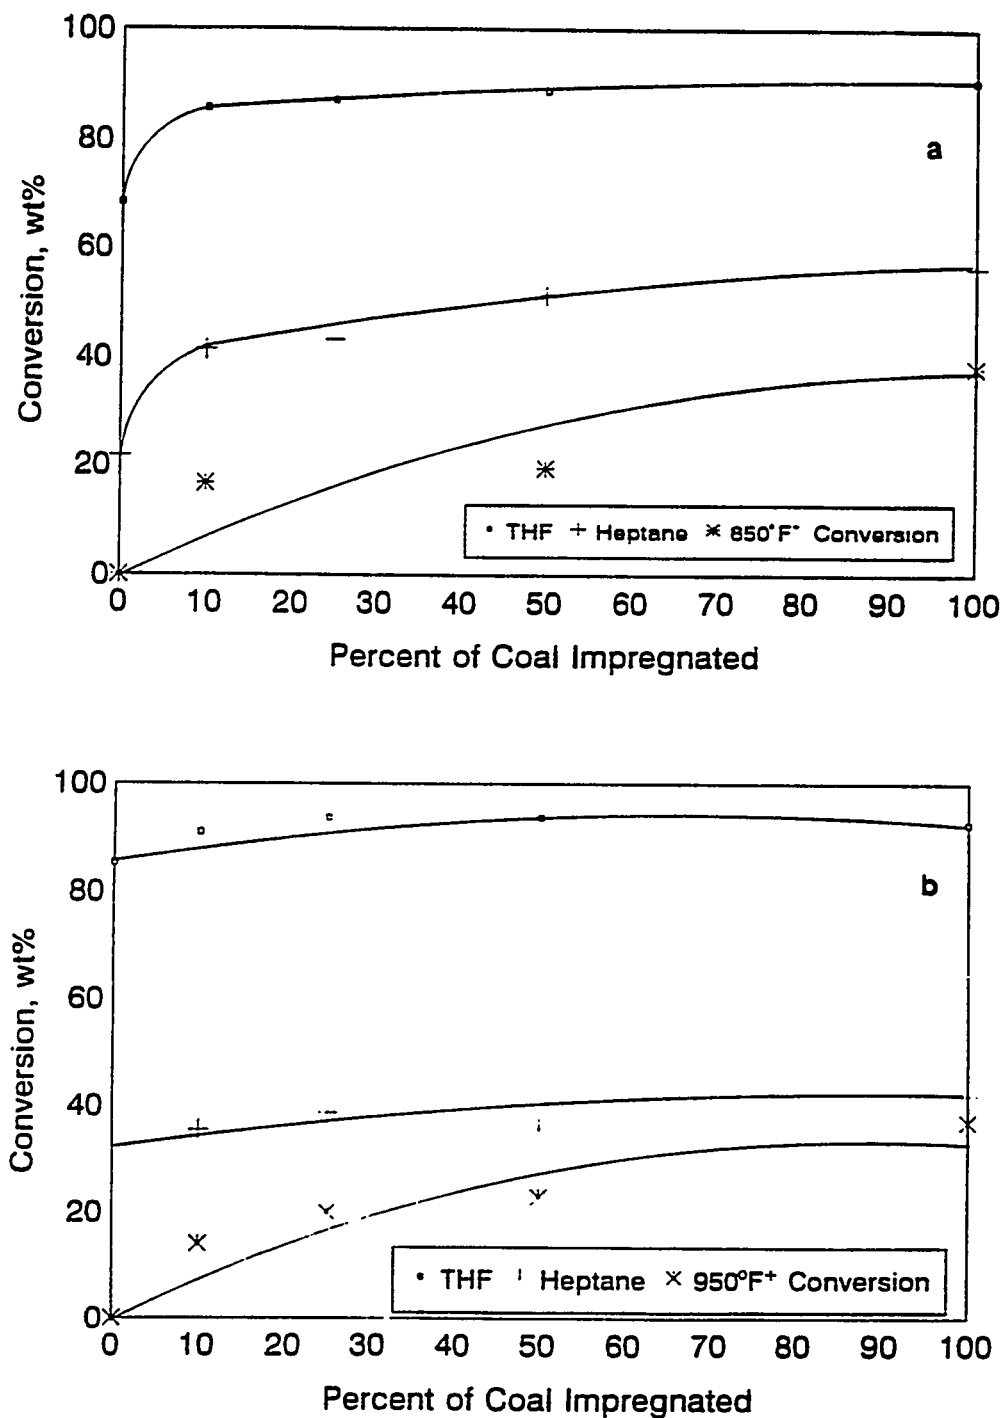 100
80
60
40
20
0
Conversion, wt%
a
• THF + Heptane ⁎ 850°F⁺ Conversion
0 10 20 30 40 50 60 70 80 90 100
Percent of Coal Impregnated
100
80
60
40
20
0
Conversion, wt%
b
• THF ╵ Heptane ⁎ 950°F⁺ Conversion
0 10 20 30 40 50 60 70 80 90 100
Percent of Coal Impregnated